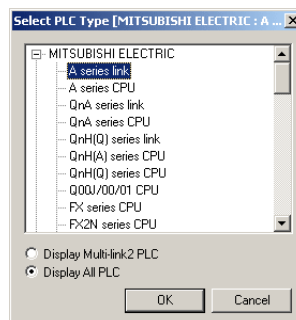 Select PLC Type [MITSUBISHI ELECTRIC : A ...
MITSUBISHI ELECTRIC
A series link
A series CPU
QnA series link
QnA series CPU
QnH(Q) series link
QnH(A) series CPU
QnH(Q) series CPU
Q00J/00/01 CPU
FX series CPU
FX2N series CPU
Display Multi-link2 PLC
Display All PLC
OK
Cancel